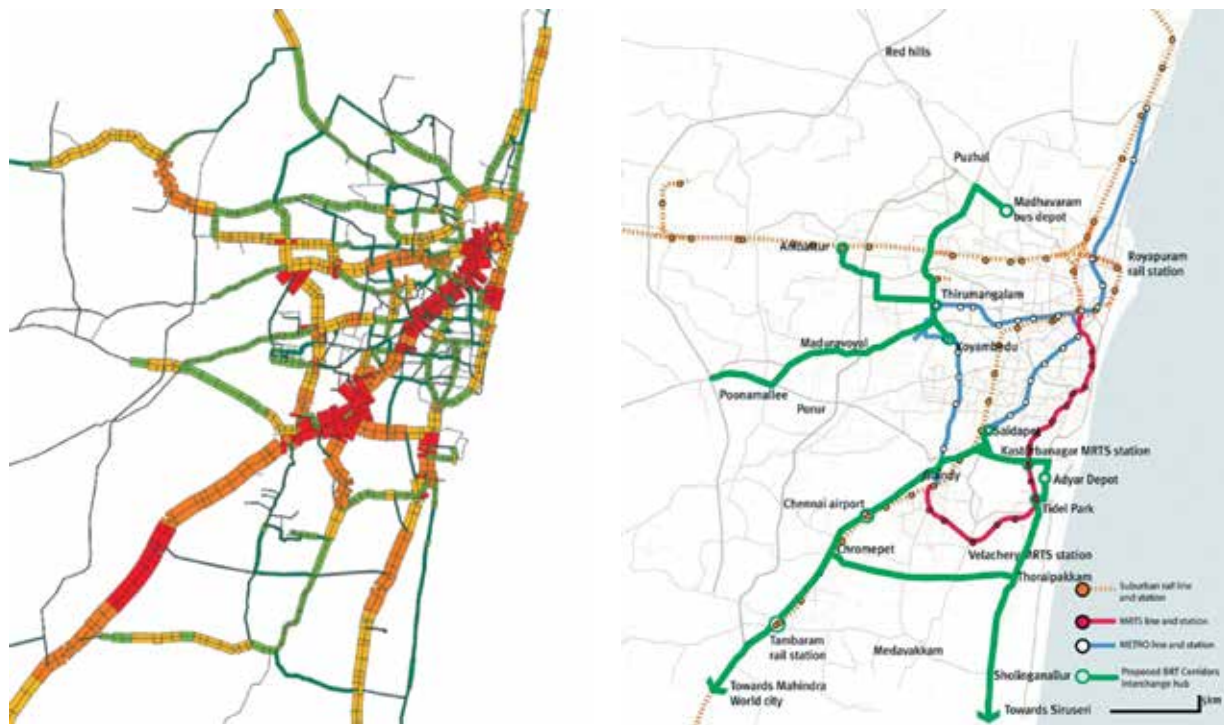 Red hills
Puzhal
Madhavaram
bus depot
Ambattur
Royapuram
rail station
Thirumangalam
Maduravoyal
Koyambedu
Poonamallee
Porur
Saidapet
Kasturbanagar MRTS station
Guindy
Adyar Depot
Chennai airport
Tidel Park
Chromepet
Velachery MRTS station
Thoraipakkam
Suburban rail line
and station
MRTS line and station
Tambaram
rail station
Medavakkam
METRO line and station
Sholinganallur
Proposed BRT Corridors
Interchange hub
Towards Mahindra
World city
Towards Siruseri
5km